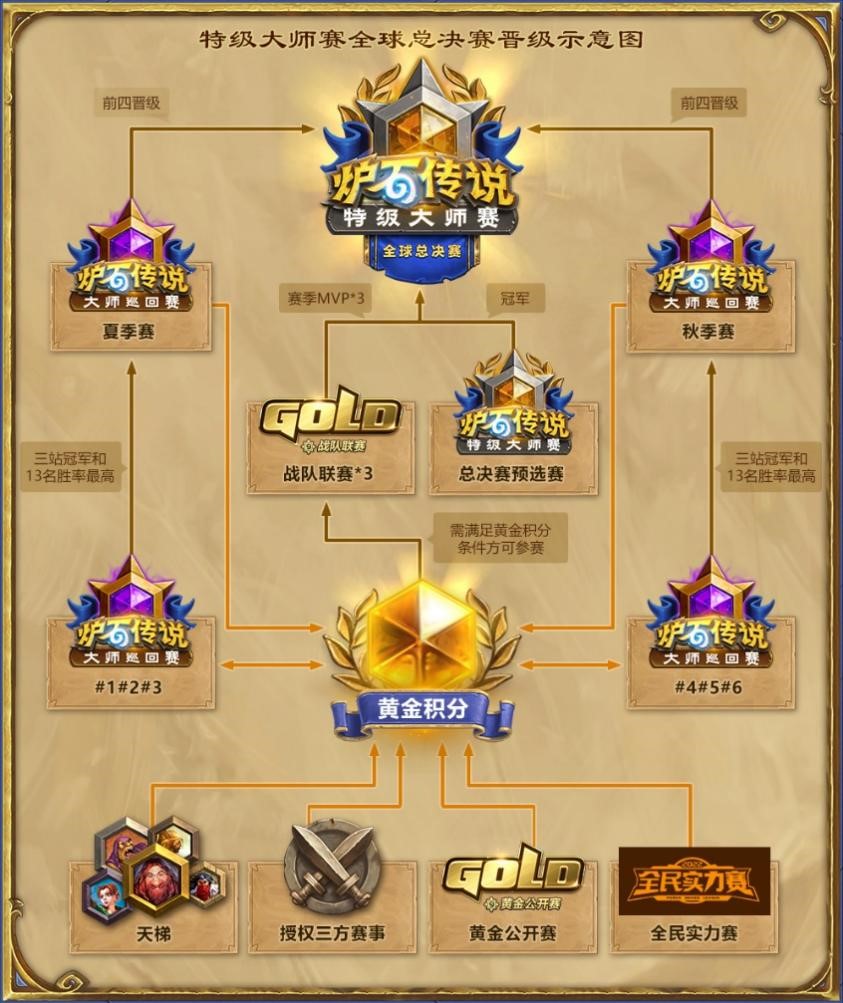 特级大师赛全球总决赛晋级示意图
前四晋级
前四晋级
炉石传说
特级大师赛
全球总决赛
炉石传说
大师巡回赛
夏季赛
炉石传说
大师巡回赛
秋季赛
赛季MVP*3
冠军
GOLD
战队联赛
战队联赛*3
炉石传说
特级大师赛
总决赛预选赛
三站冠军和
13名胜率最高
三站冠军和
13名胜率最高
需满足黄金积分
条件方可参赛
炉石传说
大师巡回赛
#1#2#3
黄金积分
炉石传说
大师巡回赛
#4#5#6
天梯
授权三方赛事
GOLD
黄金公开赛
黄金公开赛
2022
全民实力赛
全民实力赛